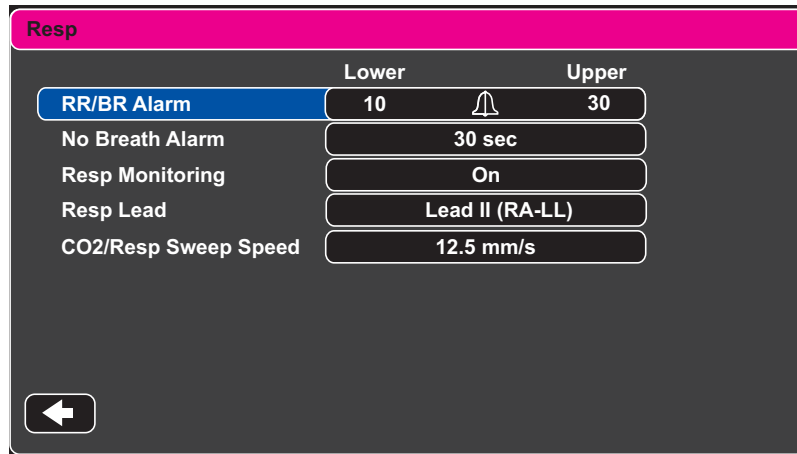 Resp
Lower Upper
RR/BR Alarm 10 30
No Breath Alarm 30 sec
Resp Monitoring On
Resp Lead Lead II (RA-LL)
CO2/Resp Sweep Speed 12.5 mm/s